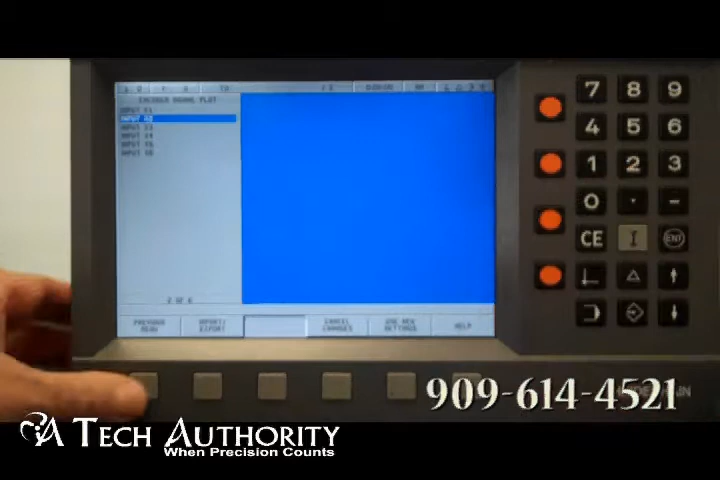 ENCODER SIGNAL PLOT
INPUT X1
INPUT X2
INPUT X3
INPUT X4
INPUT X5
INPUT X6
2 OF 6
PREVIOUS MENU
IMPORT/ EXPORT
CANCEL CHANGES
USE NEW SETTINGS
HELP
7 8 9
4 5 6
1 2 3
0 . -
CE I ENT
909-614-4521
A TECH AUTHORITY
When Precision Counts